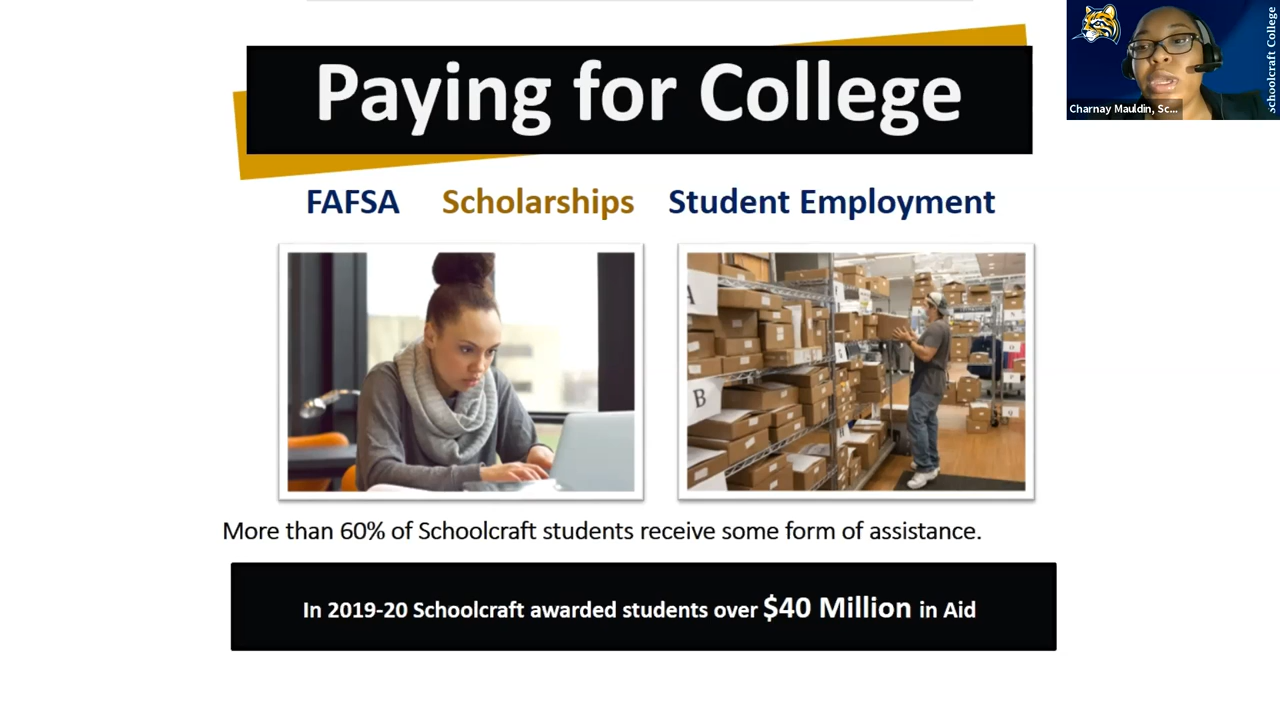 Paying for College
FAFSA Scholarships Student Employment
A
B
More than 60% of Schoolcraft students receive some form of assistance.
In 2019-20 Schoolcraft awarded students over $40 Million in Aid
Charnay Mauldin, Sc...
schoolcraft College